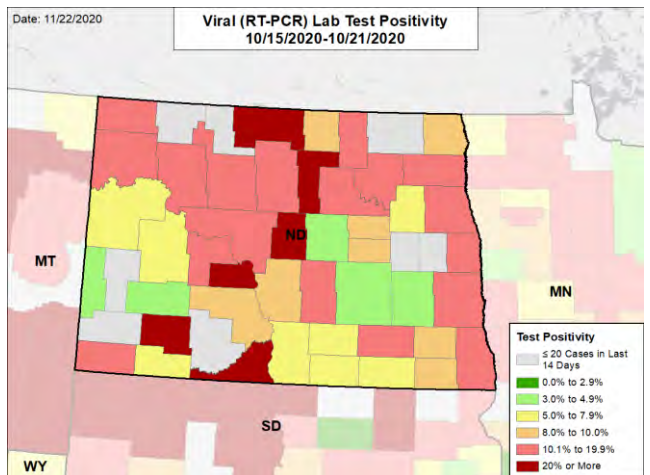 Date: 11/22/2020
Viral (RT-PCR) Lab Test Positivity
10/15/2020-10/21/2020
ND
MT
MN
SD
WY
Test Positivity
≤ 20 Cases in Last
14 Days
0.0% to 2.9%
3.0% to 4.9%
5.0% to 7.9%
8.0% to 10.0%
10.1% to 19.9%
20% or More